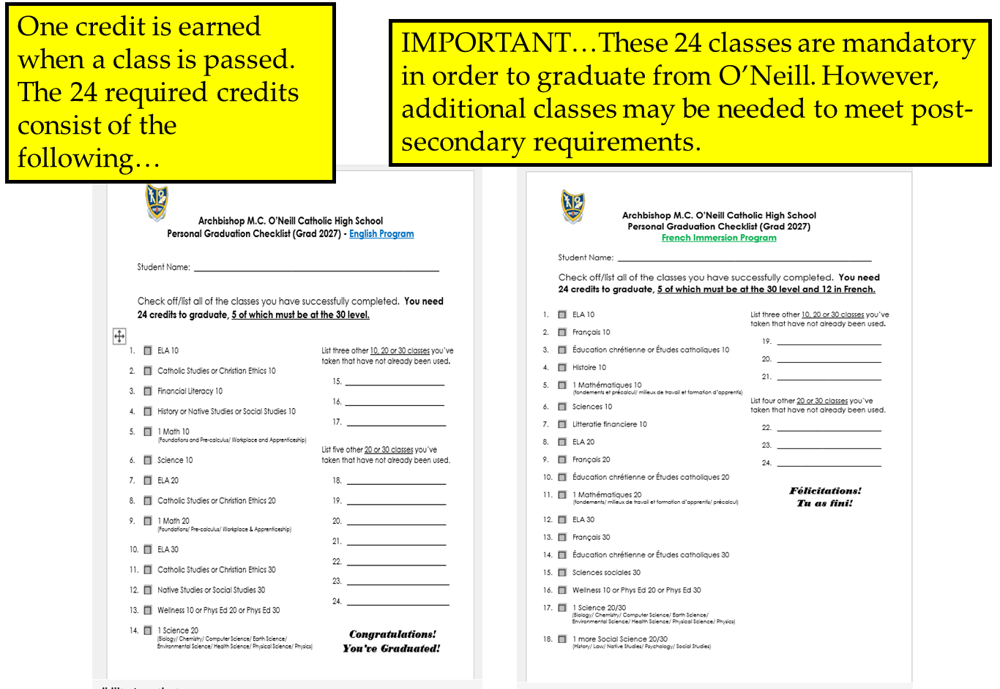 One credit is earned
when a class is passed.
The 24 required credits
consist of the
following…
IMPORTANT…These 24 classes are mandatory
in order to graduate from O’Neill. However,
additional classes may be needed to meet post-
secondary requirements.
Archbishop M.C. O’Neill Catholic High School
Personal Graduation Checklist (Grad 2027) - English Program
Student Name:
Check off/list all of the classes you have successfully completed. You need
24 credits to graduate, 5 of which must be at the 30 level.
1. ELA 10
2. Catholic Studies or Christian Ethics 10
3. Financial Literacy 10
4. History or Native Studies or Social Studies 10
5. 1 Math 10
(Foundations and Pre-calculus/ Workplace and Apprenticeship)
6. Science 10
7. ELA 20
8. Catholic Studies or Christian Ethics 20
9. 1 Math 20
(Foundations/ Pre-calculus/ Workplace & Apprenticeship)
10. ELA 30
11. Catholic Studies or Christian Ethics 30
12. Native Studies or Social Studies 30
13. Wellness 10 or Phys Ed 20 or Phys Ed 30
14. 1 Science 20
(Biology/ Chemistry/ Computer Science/ Earth Science/
Environmental Science/ Health Science/ Physical Science/ Physics)
List three other 10, 20 or 30 classes you’ve
taken that have not already been used.
15.
16.
17.
List five other 20 or 30 classes you’ve
taken that have not already been used.
18.
19.
20.
21.
22.
23.
24.
Congratulations!
You’ve Graduated!
Archbishop M.C. O’Neill Catholic High School
Personal Graduation Checklist (Grad 2027)
French Immersion Program
Student Name:
Check off/list all of the classes you have successfully completed. You need
24 credits to graduate, 5 of which must be at the 30 level and 12 in French.
1. ELA 10
2. Français 10
3. Éducation chrétienne or Études catholiques 10
4. Histoire 10
5. 1 Mathématiques 10
(fondements et précalcul/ milieux de travail et formation d’apprentis)
6. Sciences 10
7. Litteratie financiere 10
8. ELA 20
9. Français 20
10. Éducation chrétienne or Études catholiques 20
11. 1 Mathématiques 20
(fondements/ milieux de travail et formation d’apprentis/ précalcul)
12. ELA 30
13. Français 30
14. Éducation chrétienne or Études catholiques 30
15. Sciences sociales 30
16. Wellness 10 or Phys Ed 20 or Phys Ed 30
17. 1 Science 20/30
(Biology/ Chemistry/ Computer Science/ Earth Science/
Environmental Science/ Health Science/ Physical Science/ Physics)
18. 1 more Social Science 20/30
(History/ Law/ Native Studies/ Psychology/ Social Studies)
List three other 10, 20 or 30 classes you’ve
taken that have not already been used.
19.
20.
21.
List four other 20 or 30 classes you’ve
taken that have not already been used.
22.
23.
24.
Félicitations!
Tu as fini!